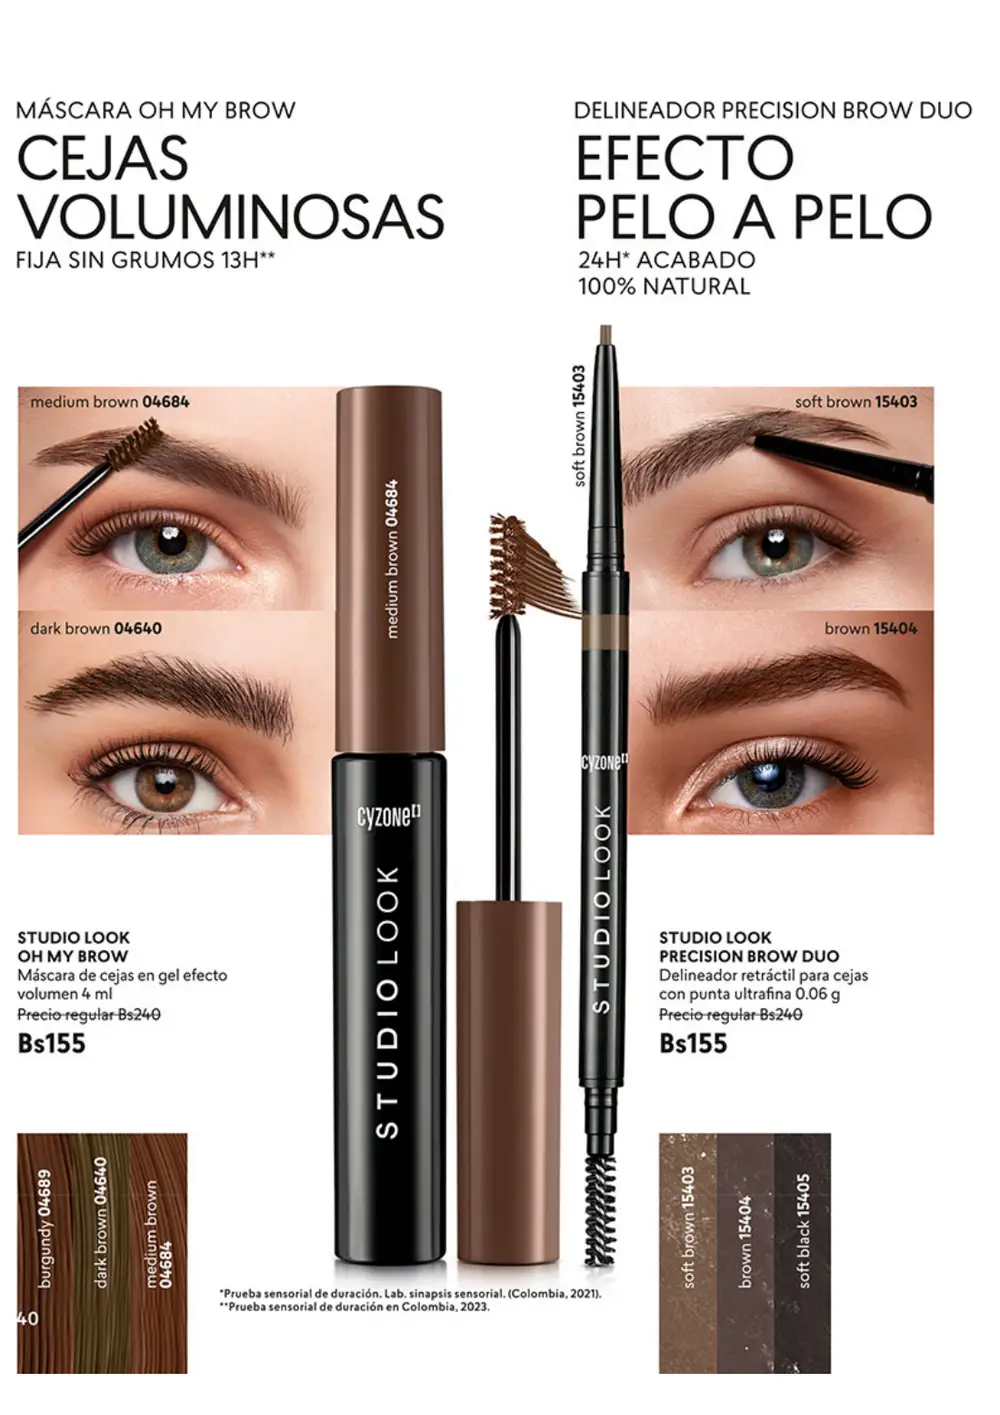 MÁSCARA OH MY BROW
CEJAS
VOLUMINOSAS
FIJA SIN GRUMOS 13H**
DELINEADOR PRECISION BROW DUO
EFECTO
PELO A PELO
24H* ACABADO
100% NATURAL
medium brown 04684
dark brown 04640
medium brown 04684
cyzone
STUDIO LOOK
soft brown 15403
soft brown 15403
brown 15404
cyzone
STUDIO LOOK
STUDIO LOOK
OH MY BROW
Máscara de cejas en gel efecto
volumen 4 ml
Precio regular Bs240
Bs155
STUDIO LOOK
PRECISION BROW DUO
Delineador retráctil para cejas
con punta ultrafina 0.06 g
Precio regular Bs240
Bs155
burgundy 04689
dark brown 04640
medium brown
04684
soft brown 15403
brown 15404
soft black 15405
*Prueba sensorial de duración. Lab. sinapsis sensorial. (Colombia, 2021).
**Prueba sensorial de duración en Colombia, 2023.
40